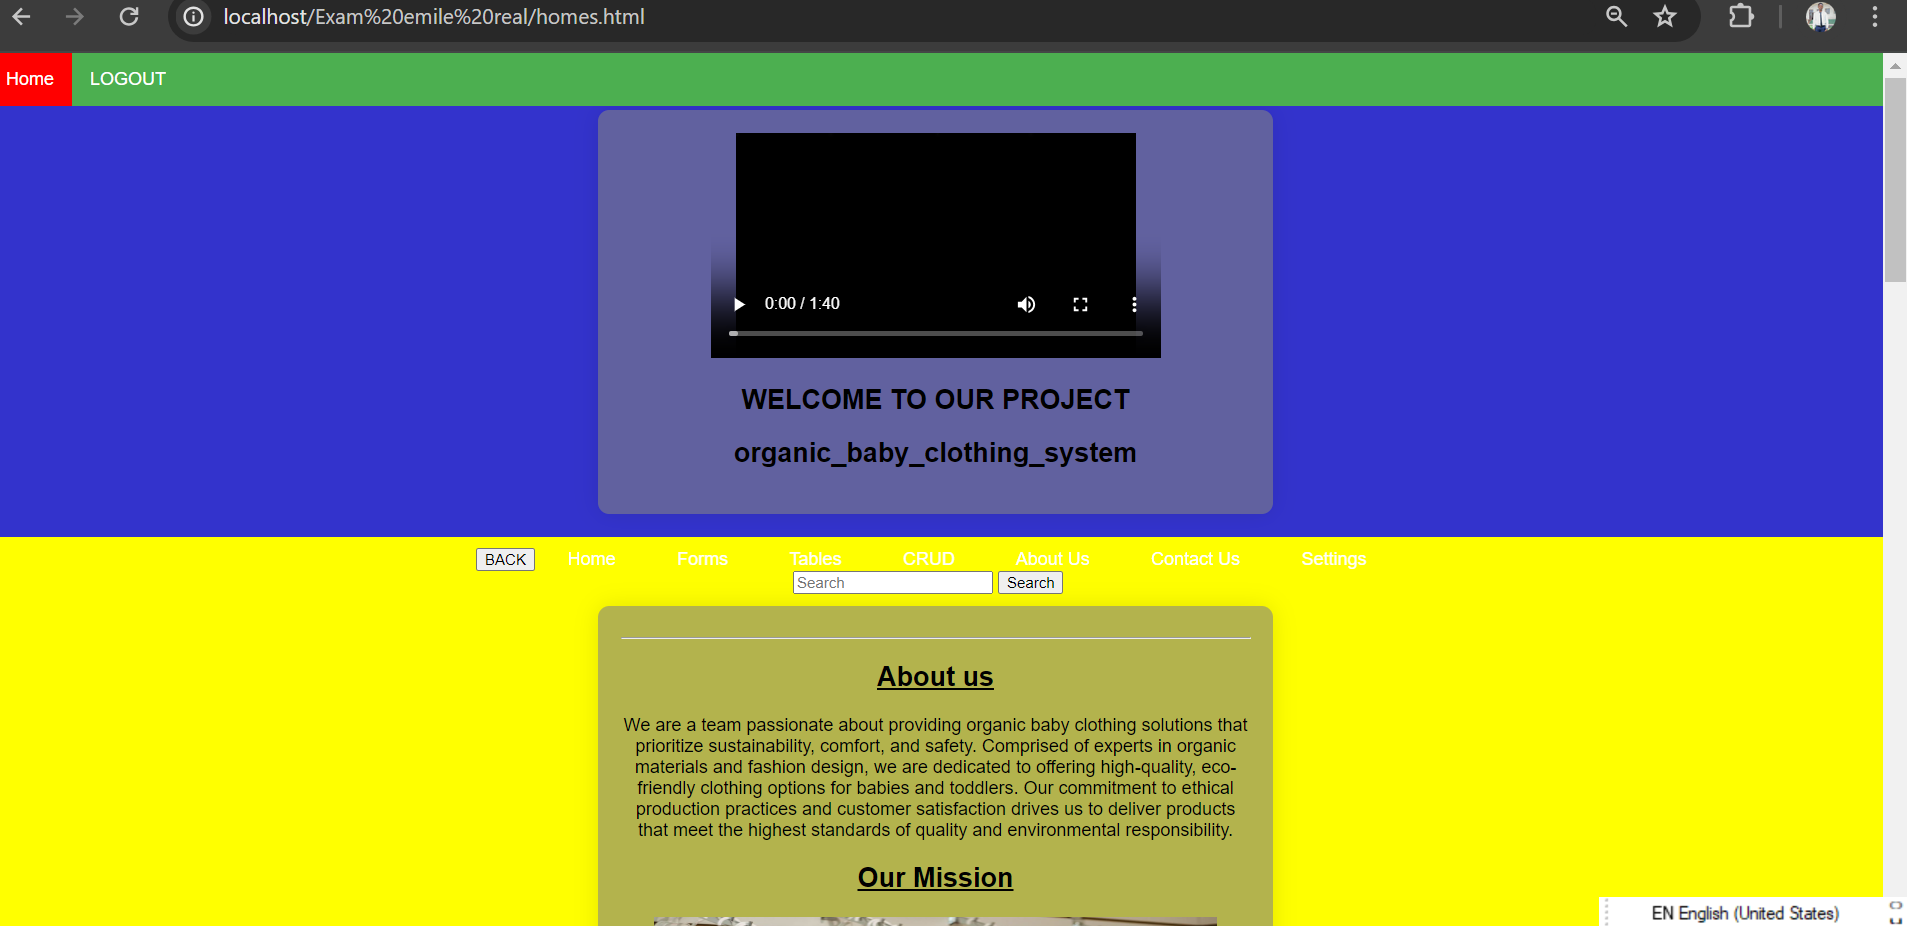 localhost/Exam%20emile%20real/homes.html
Home LOGOUT
0:00 / 1:40
WELCOME TO OUR PROJECT
organic_baby_clothing_system
BACK Home Forms Tables CRUD About Us Contact Us Settings
Search Search
About us
We are a team passionate about providing organic baby clothing solutions that
prioritize sustainability, comfort, and safety. Comprised of experts in organic
materials and fashion design, we are dedicated to offering high-quality, eco-
friendly clothing options for babies and toddlers. Our commitment to ethical
production practices and customer satisfaction drives us to deliver products
that meet the highest standards of quality and environmental responsibility.
Our Mission
EN English (United States)